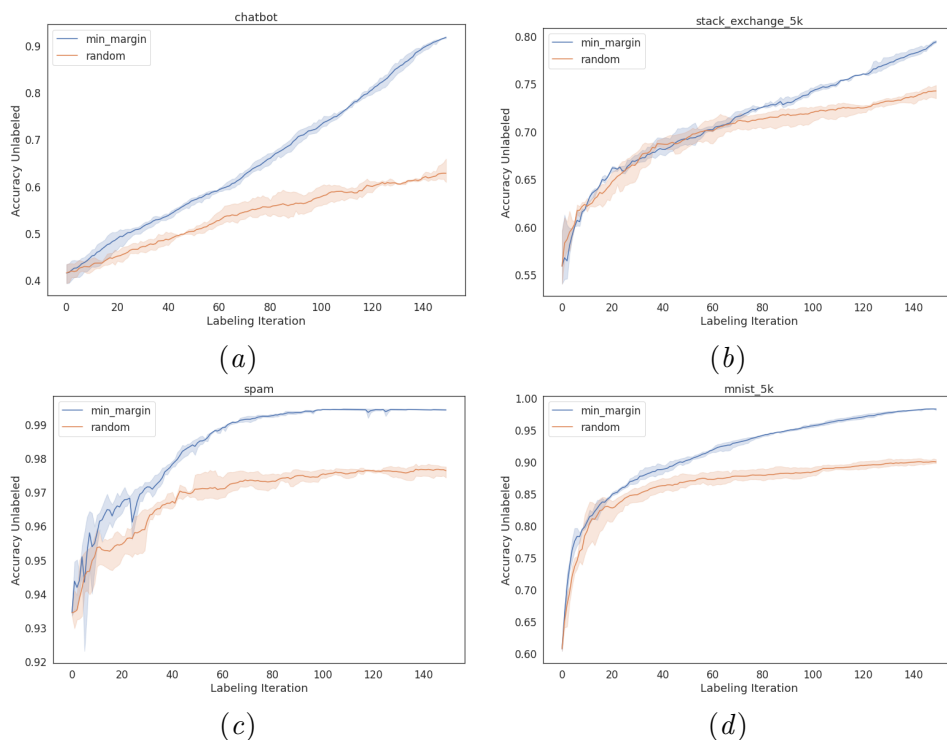 chatbot
min_margin
random
Accuracy Unlabeled
0.9
0.8
0.7
0.6
0.5
0.4
0 20 40 60 80 100 120 140
Labeling Iteration
(a)
stack_exchange_5k
min_margin
random
Accuracy Unlabeled
0.80
0.75
0.70
0.65
0.60
0.55
0 20 40 60 80 100 120 140
Labeling Iteration
(b)
spam
min_margin
random
Accuracy Unlabeled
0.99
0.98
0.97
0.96
0.95
0.94
0.93
0.92
0 20 40 60 80 100 120 140
Labeling Iteration
(c)
mnist_5k
min_margin
random
Accuracy Unlabeled
1.00
0.95
0.90
0.85
0.80
0.75
0.70
0.65
0.60
0 20 40 60 80 100 120 140
Labeling Iteration
(d)